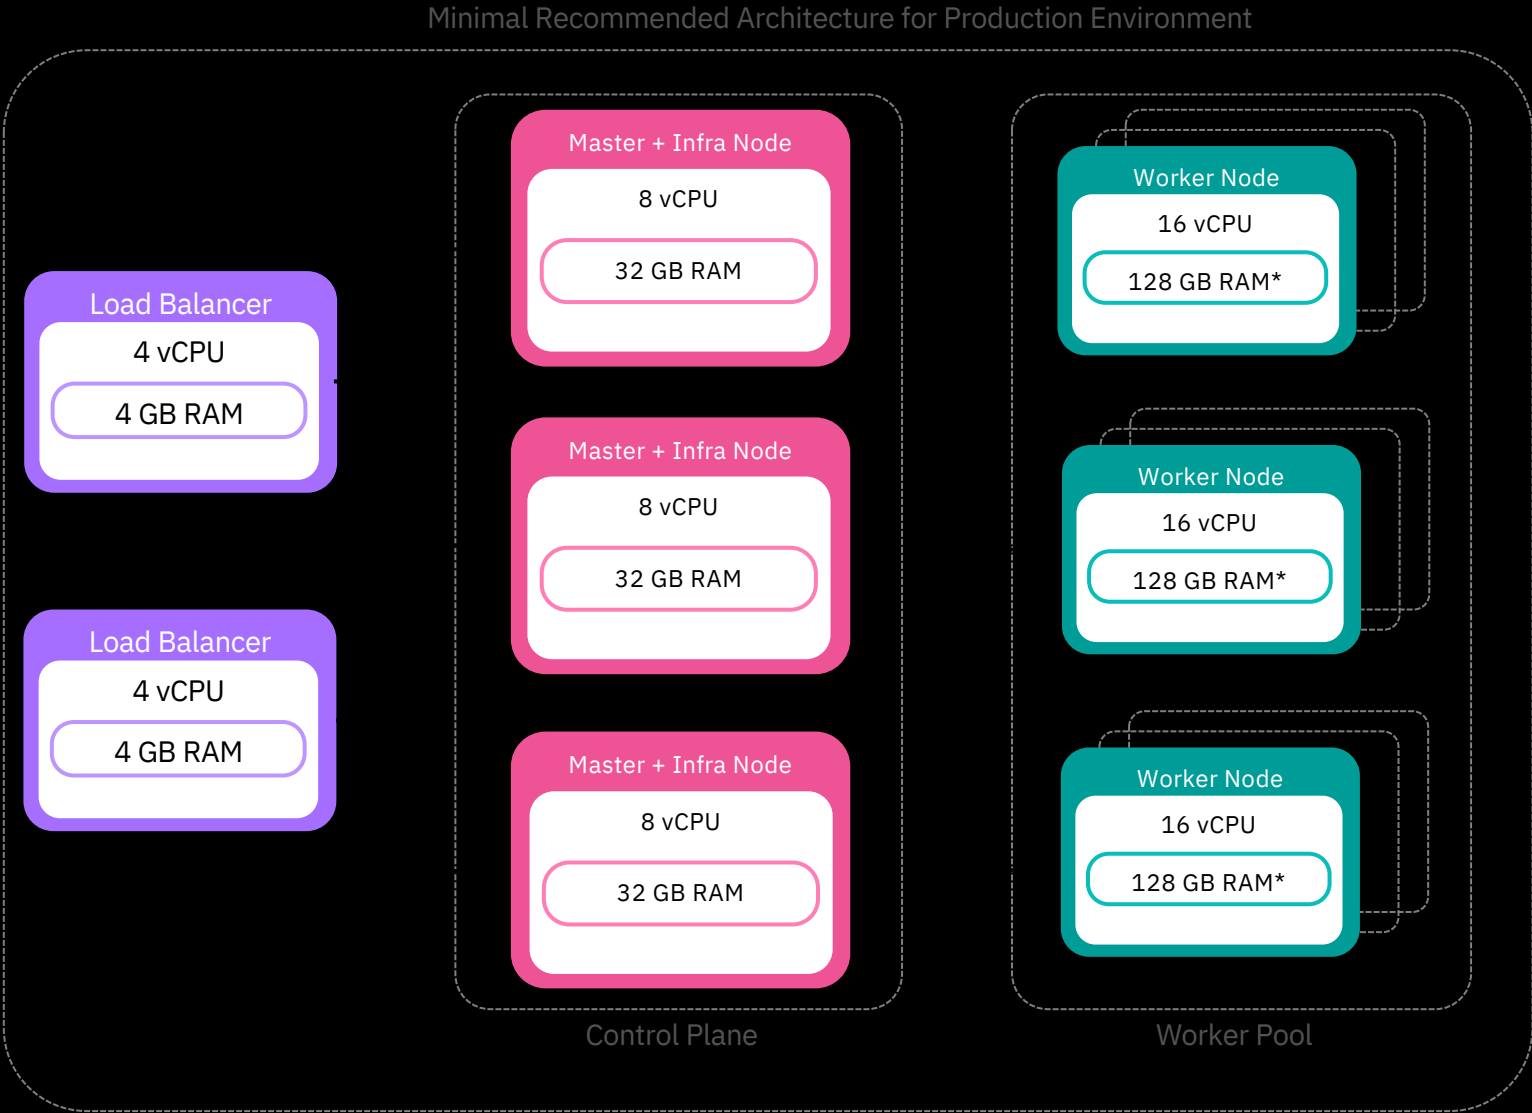 Minimal Recommended Architecture for Production Environment
Load Balancer
4 vCPU
4 GB RAM
Load Balancer
4 vCPU
4 GB RAM
Master + Infra Node
8 vCPU
32 GB RAM
Master + Infra Node
8 vCPU
32 GB RAM
Master + Infra Node
8 vCPU
32 GB RAM
Control Plane
Worker Node
16 vCPU
128 GB RAM*
Worker Node
16 vCPU
128 GB RAM*
Worker Node
16 vCPU
128 GB RAM*
Worker Pool